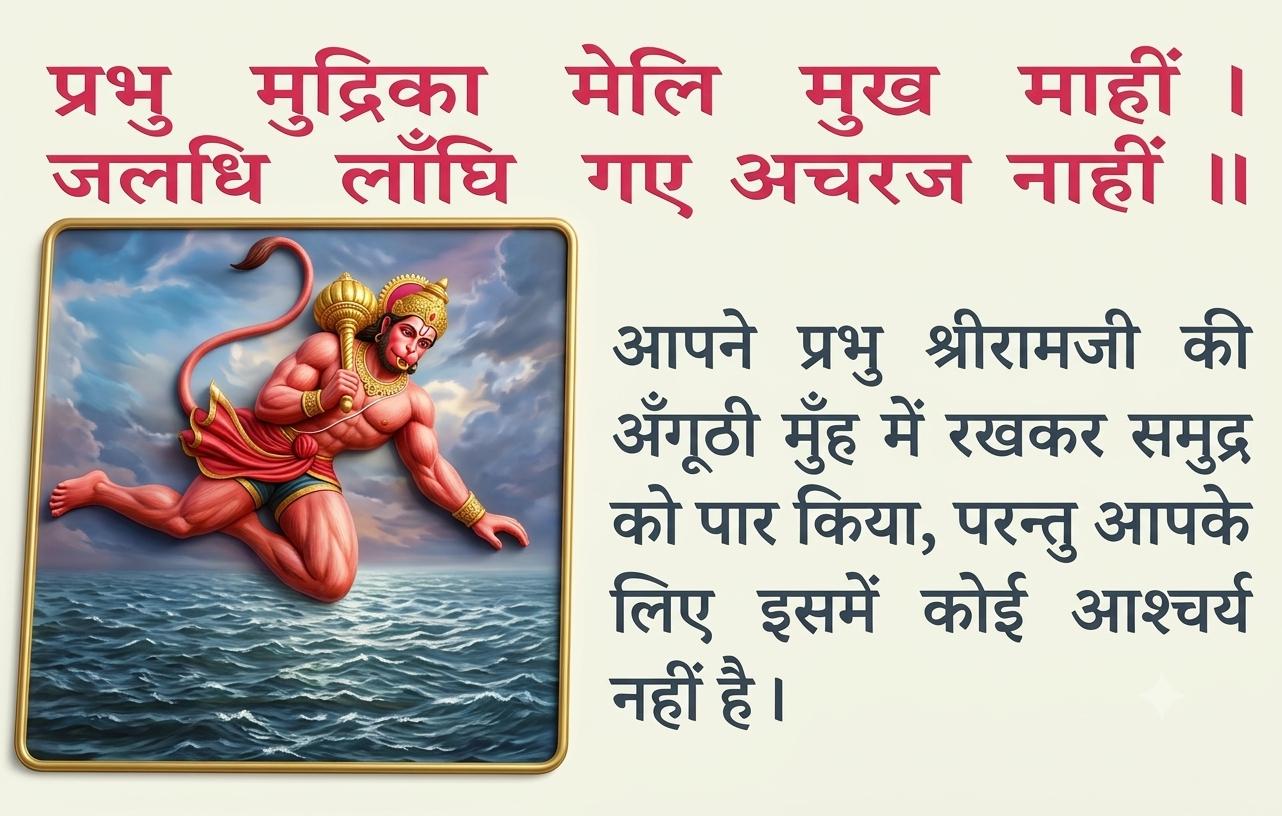 प्रभु मुद्रिका मेलि मुख माहीं ।
जलधि लाँघि गए अचरज नाहीं ॥
आपने प्रभु श्रीरामजी की
अँगूठी मुँह में रखकर समुद्र
को पार किया, परन्तु आपके
लिए इसमें कोई आश्चर्य
नहीं है।